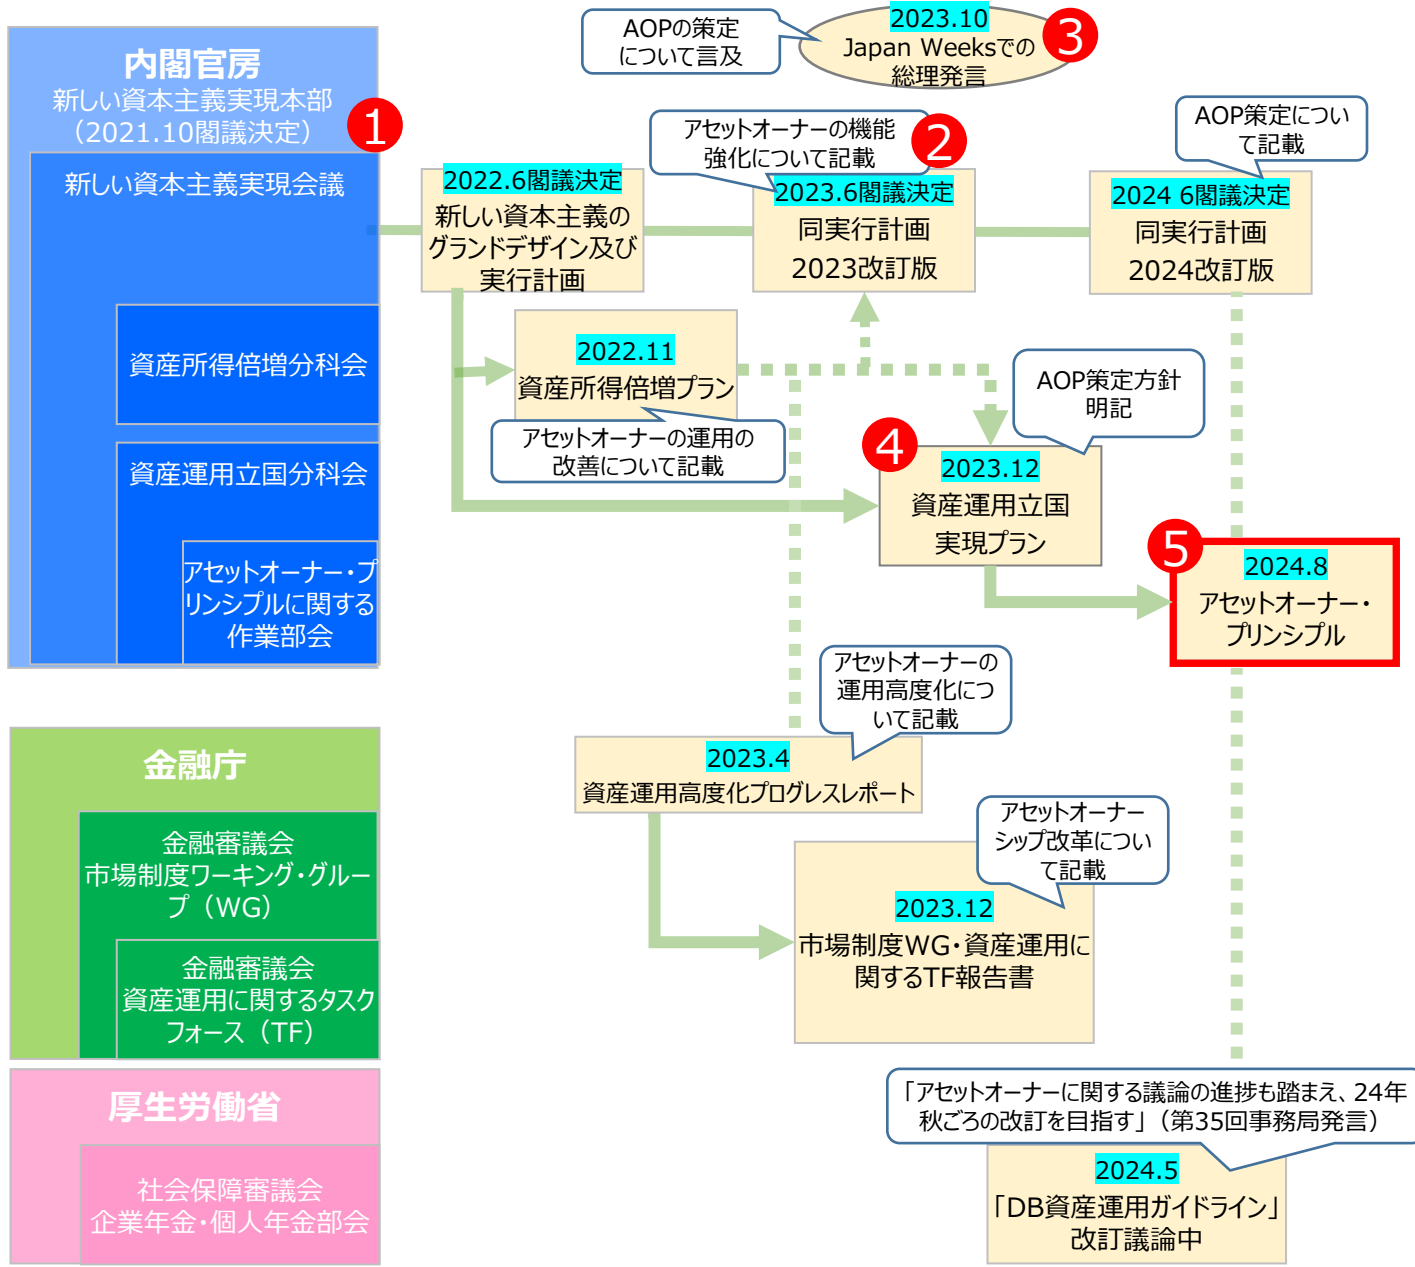 内閣官房
新しい資本主義実現本部
（2021.10閣議決定）
1
新しい資本主義実現会議
資産所得倍増分科会
資産運用立国分科会
アセットオーナー・プ
リンシプルに関する
作業部会
金融庁
金融審議会
市場制度ワーキング・グルー
プ（WG）
金融審議会
資産運用に関するタスク
フォース（TF）
厚生労働省
社会保障審議会
企業年金・個人年金部会
AOPの策定
について言及
2023.10
Japan Weeksでの
総理発言
3
アセットオーナーの機能
強化について記載
2
AOP策定につい
て記載
2022.6閣議決定
新しい資本主義の
グランドデザイン及び
実行計画
2023.6閣議決定
同実行計画
2023改訂版
2024 6閣議決定
同実行計画
2024改訂版
2022.11
資産所得倍増プラン
アセットオーナーの運用の
改善について記載
AOP策定方針
明記
4
2023.12
資産運用立国
実現プラン
5
2024.8
アセットオーナー・
プリンシプル
アセットオーナーの
運用高度化につ
いて記載
2023.4
資産運用高度化プログレスレポート
アセットオーナー
シップ改革につい
て記載
2023.12
市場制度WG・資産運用に
関するTF報告書
「アセットオーナーに関する議論の進捗も踏まえ、24年
秋ごろの改訂を目指す」（第35回事務局発言）
2024.5
「DB資産運用ガイドライン」
改訂議論中